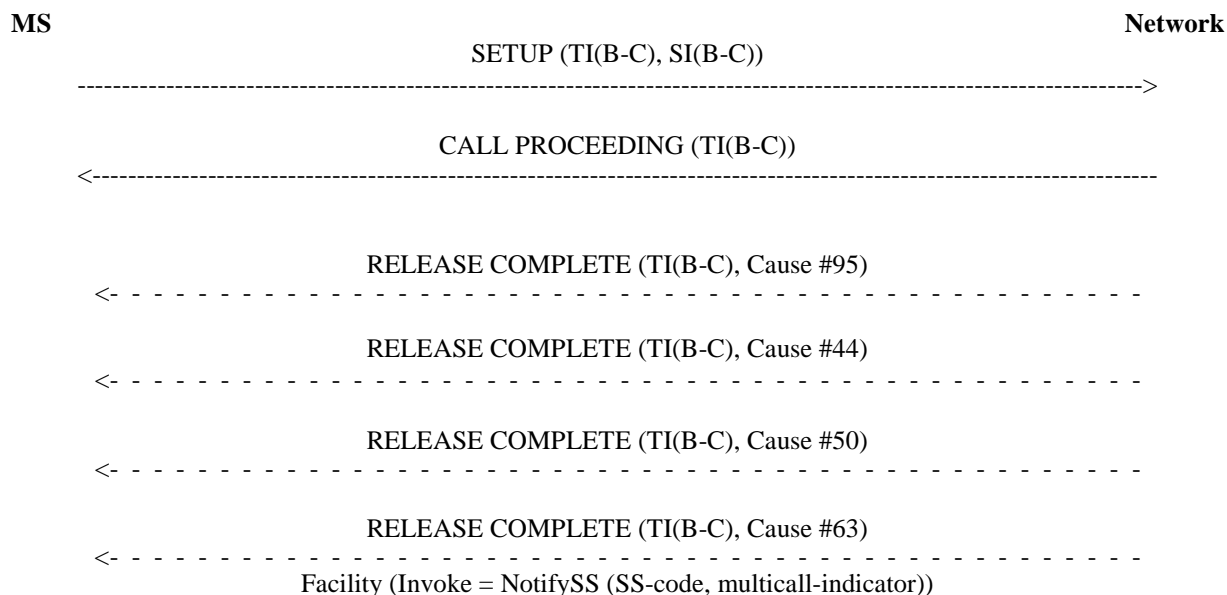 MS Network
SETUP (TI(B-C), SI(B-C))
------------------------------------------------------------------------------------------------------------------------>
CALL PROCEEDING (TI(B-C))
<------------------------------------------------------------------------------------------------------------------------
RELEASE COMPLETE (TI(B-C), Cause #95)
<- - - - - - - - - - - - - - - - - - - - - - - - - - - - - - - - - - - - - - - - - - - - - - - -
RELEASE COMPLETE (TI(B-C), Cause #44)
<- - - - - - - - - - - - - - - - - - - - - - - - - - - - - - - - - - - - - - - - - - - - - - - -
RELEASE COMPLETE (TI(B-C), Cause #50)
<- - - - - - - - - - - - - - - - - - - - - - - - - - - - - - - - - - - - - - - - - - - - - - - -
RELEASE COMPLETE (TI(B-C), Cause #63)
<- - - - - - - - - - - - - - - - - - - - - - - - - - - - - - - - - - - - - - - - - - - - - - - -
Facility (Invoke = NotifySS (SS-code, multicall-indicator))